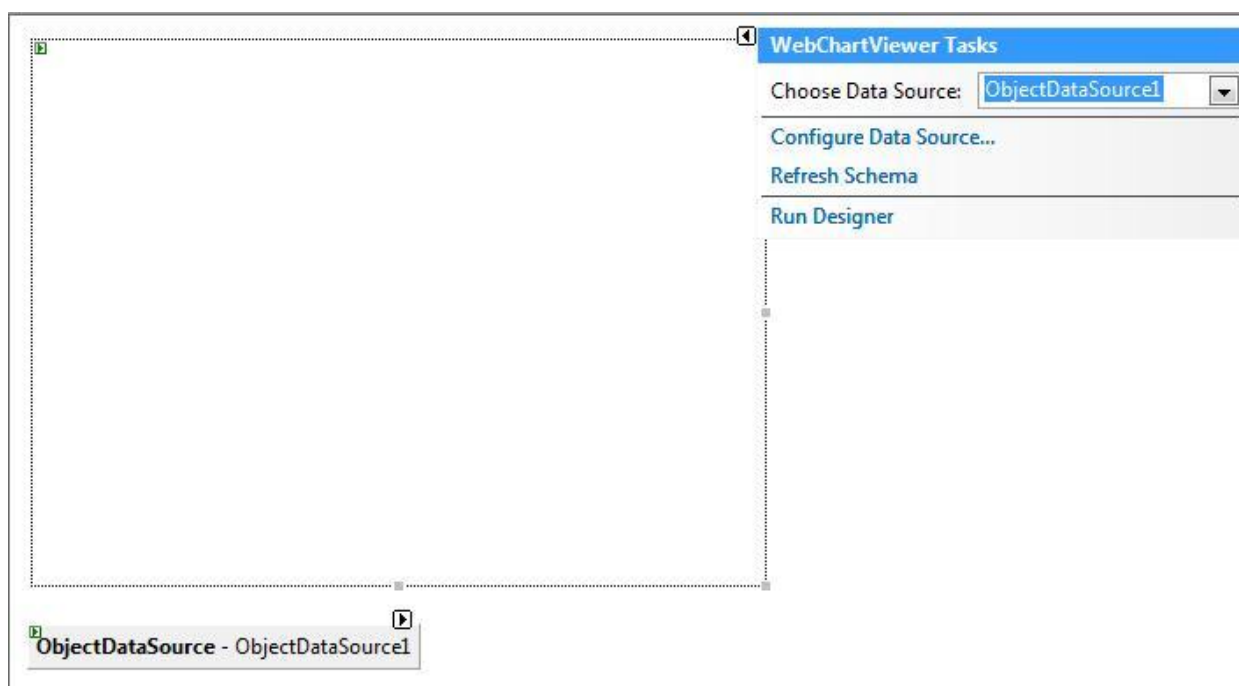 WebChartViewer Tasks
Choose Data Source: ObjectDataSource1
Configure Data Source...
Refresh Schema
Run Designer
ObjectDataSource - ObjectDataSource1